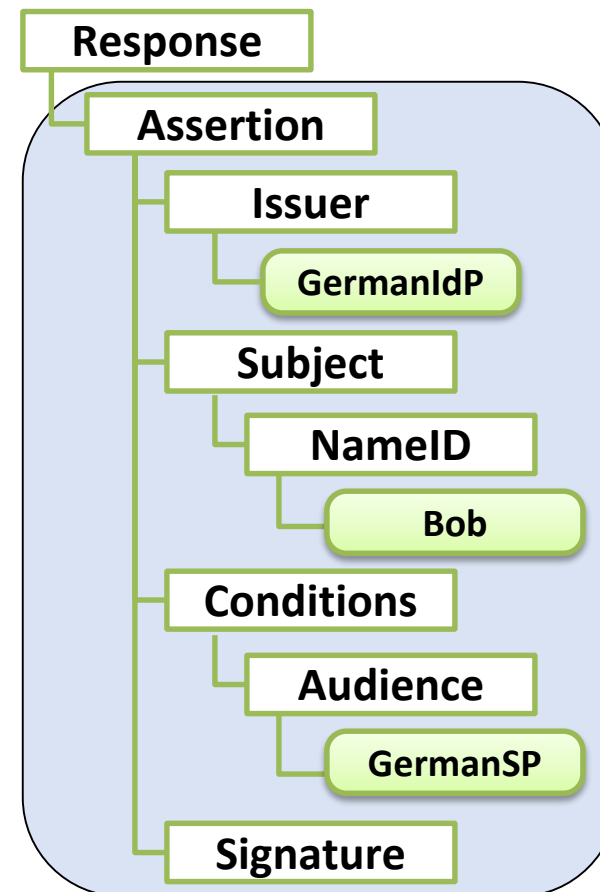 Response
Assertion
Issuer
GermanIdP
Subject
NameID
Bob
Conditions
Audience
GermanSP
Signature